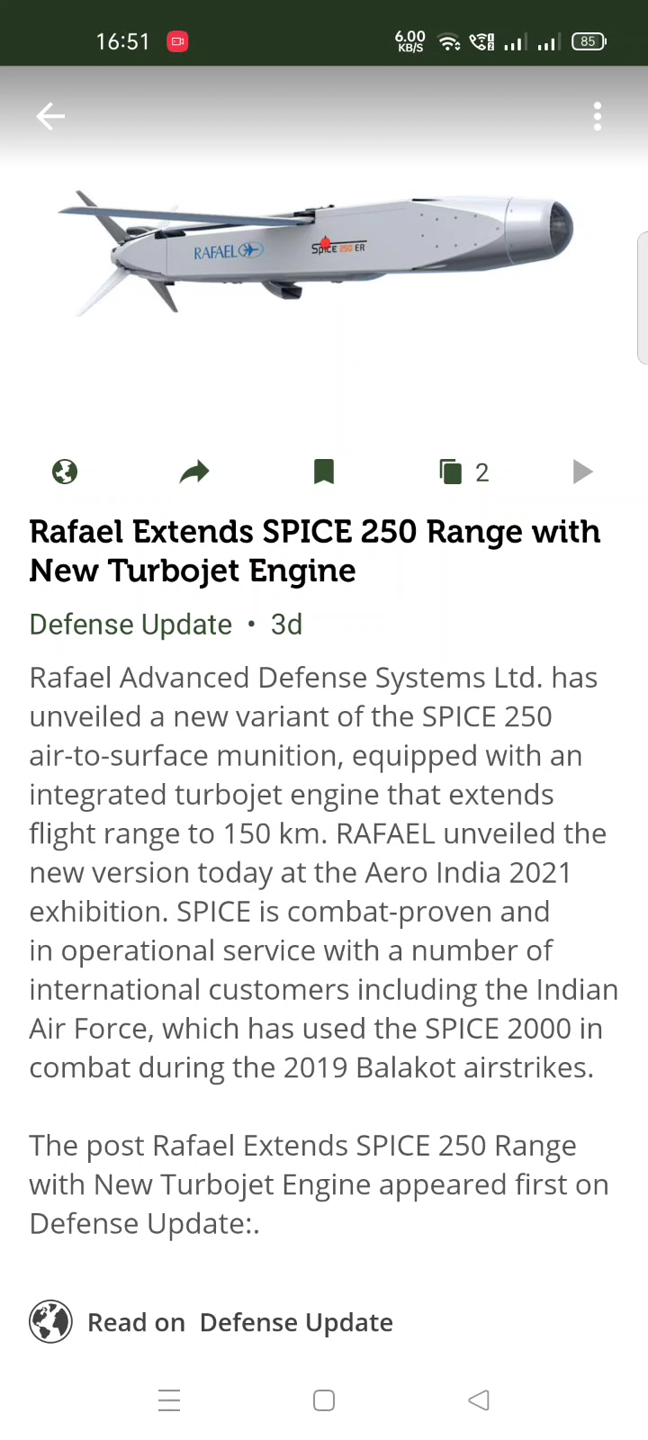 16:51
6.00
KB/S
85
RAFAEL
SPICE 250 ER
2
Rafael Extends SPICE 250 Range with
New Turbojet Engine
Defense Update • 3d
Rafael Advanced Defense Systems Ltd. has
unveiled a new variant of the SPICE 250
air-to-surface munition, equipped with an
integrated turbojet engine that extends
flight range to 150 km. RAFAEL unveiled the
new version today at the Aero India 2021
exhibition. SPICE is combat-proven and
in operational service with a number of
international customers including the Indian
Air Force, which has used the SPICE 2000 in
combat during the 2019 Balakot airstrikes.
The post Rafael Extends SPICE 250 Range
with New Turbojet Engine appeared first on
Defense Update:.
Read on Defense Update